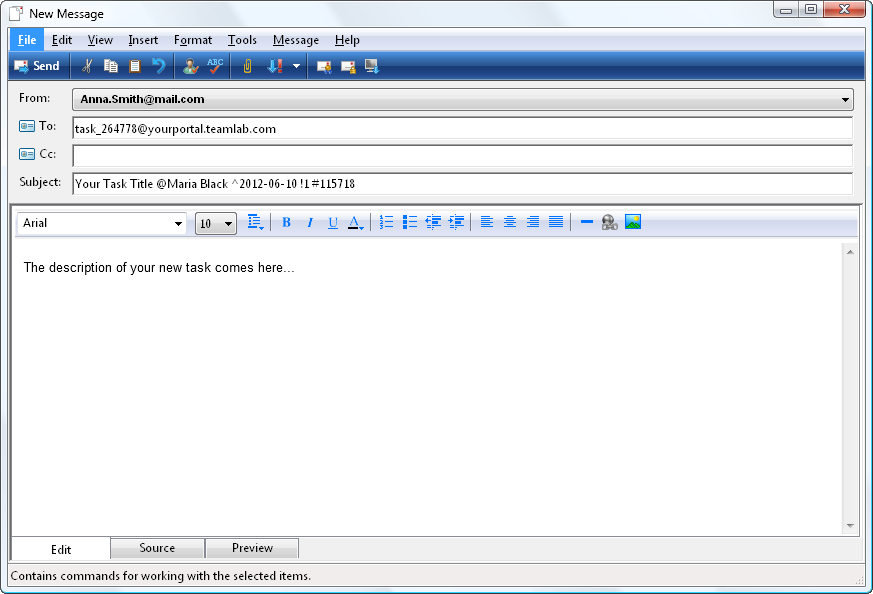 New Message
File Edit View Insert Format Tools Message Help
Send ABC
From: Anna.Smith@mail.com
To: task_264778@yourportal.teamlab.com
Cc:
Subject: Your Task Title @Maria Black ^2012-06-10 !1 #115718
Arial 10 B I U A
The description of your new task comes here...
Edit Source Preview
Contains commands for working with the selected items.